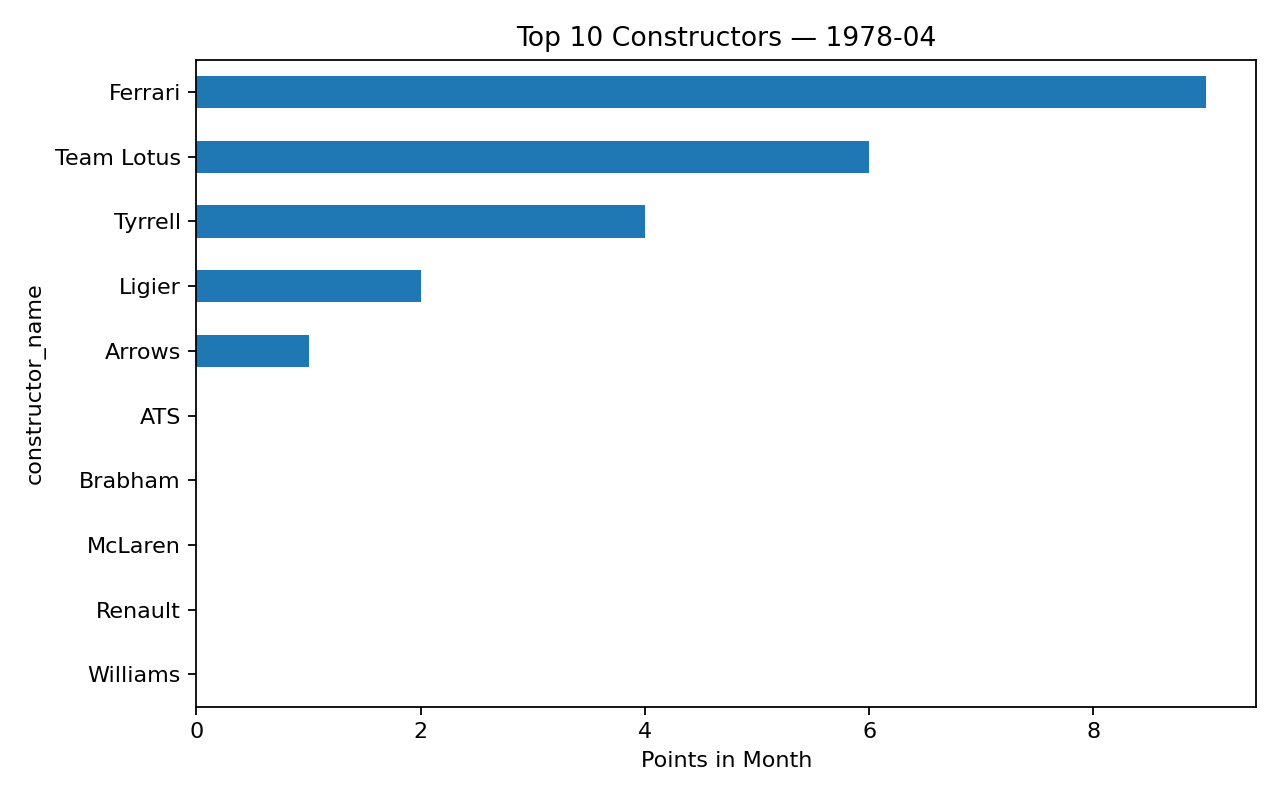 Top 10 Constructors — 1978-04
Ferrari
Team Lotus
Tyrrell
Ligier
Arrows
ATS
Brabham
McLaren
Renault
Williams
constructor_name
0 2 4 6 8
Points in Month